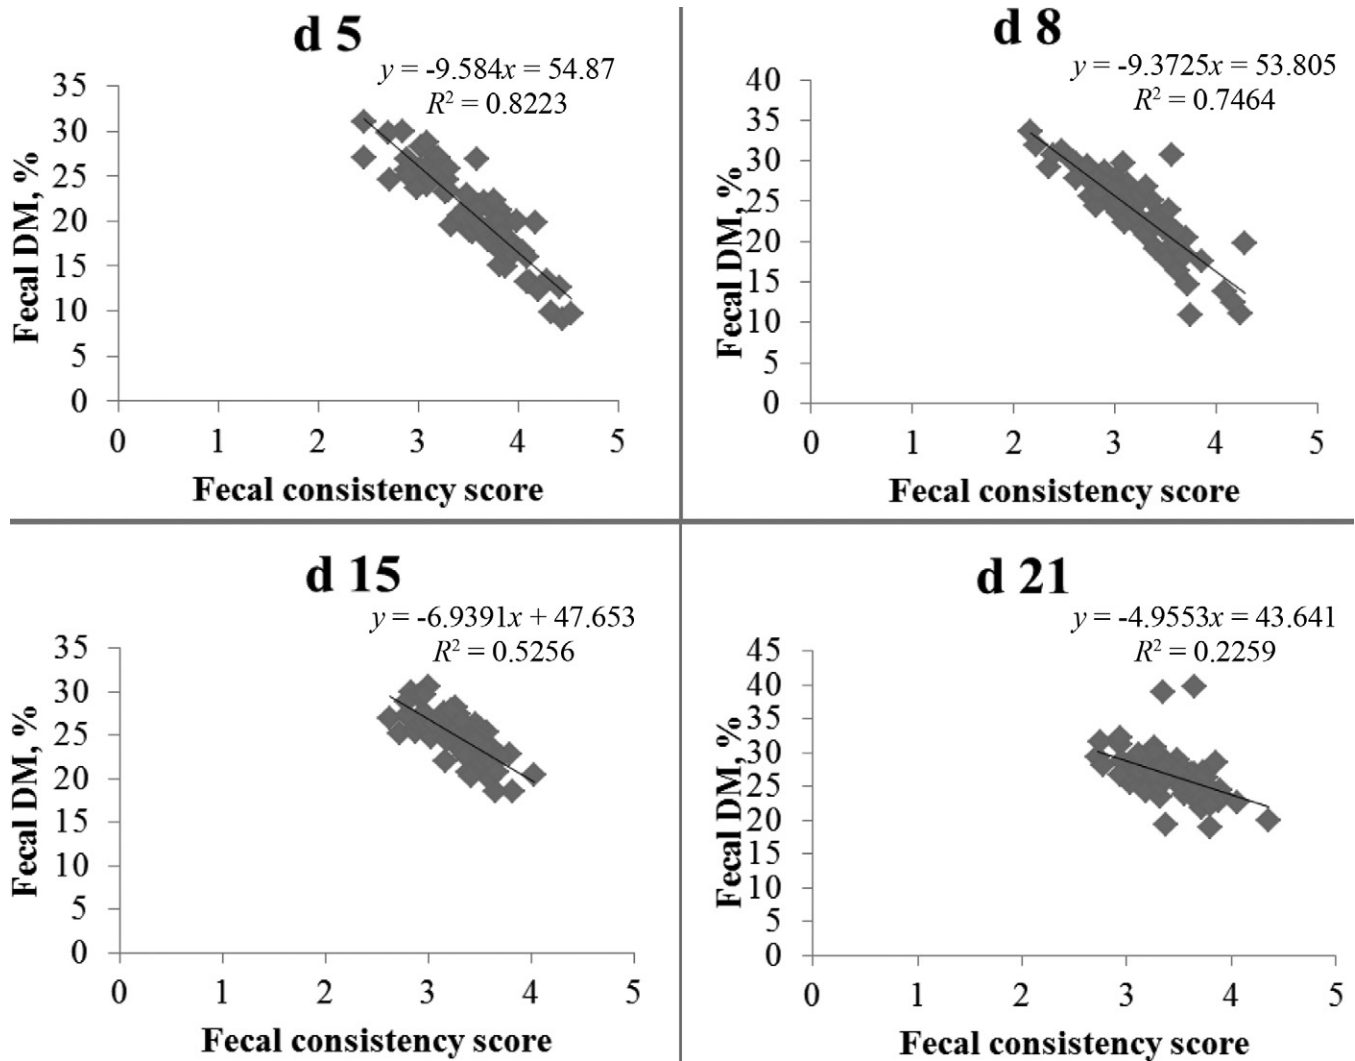 d 5
y = -9.584x = 54.87
R² = 0.8223
35
30
25
20
15
10
5
0
0 1 2 3 4 5
Fecal DM, %
Fecal consistency score
d 8
y = -9.3725x = 53.805
R² = 0.7464
40
35
30
25
20
15
10
5
0
0 1 2 3 4 5
Fecal DM, %
Fecal consistency score
d 15
y = -6.9391x + 47.653
R² = 0.5256
35
30
25
20
15
10
5
0
0 1 2 3 4 5
Fecal DM, %
Fecal consistency score
d 21
y = -4.9553x = 43.641
R² = 0.2259
45
40
35
30
25
20
15
10
5
0
0 1 2 3 4 5
Fecal DM, %
Fecal consistency score